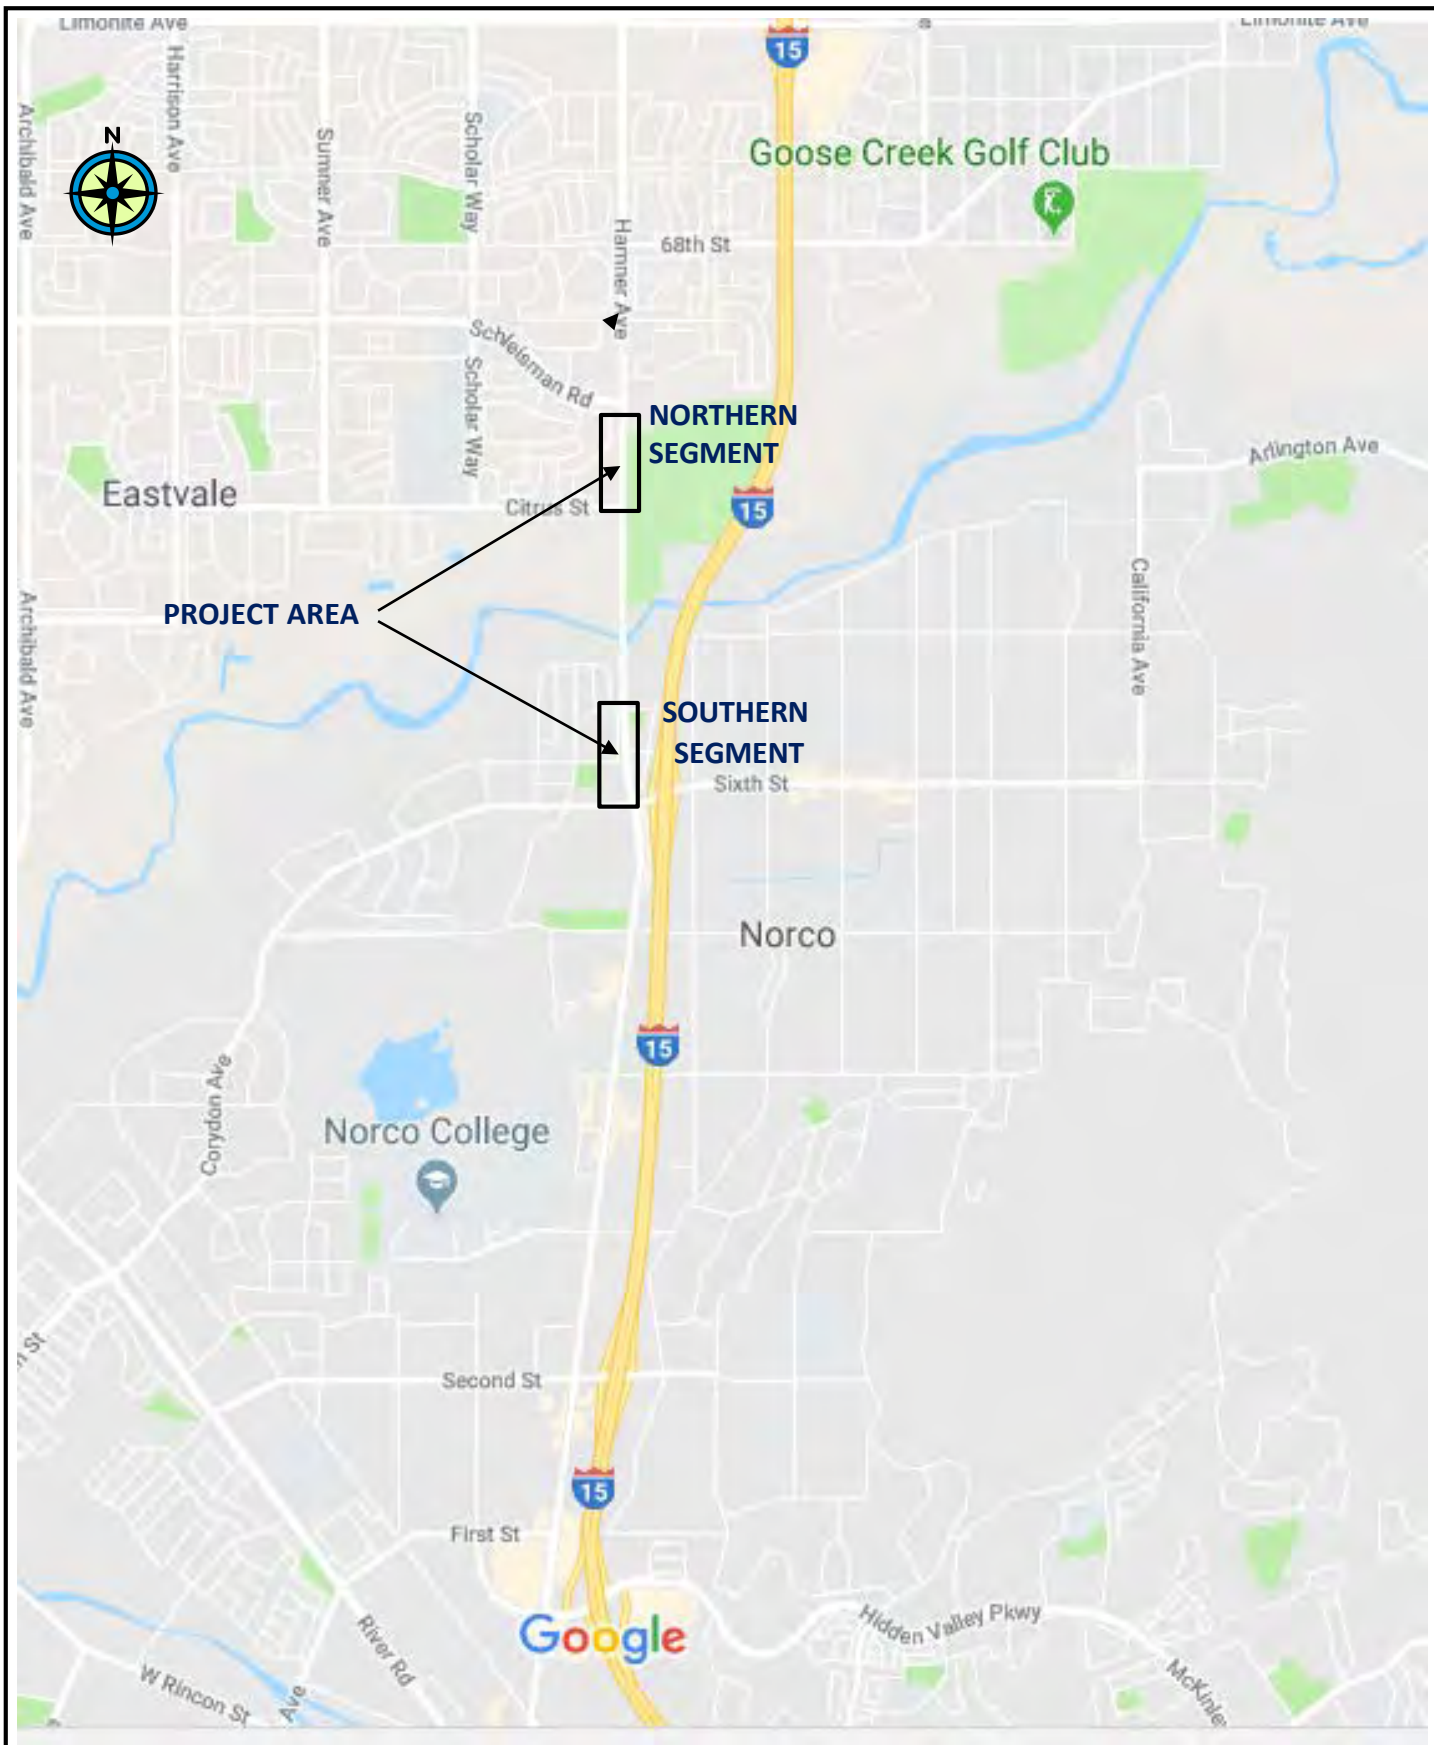 Limonite Ave
Limonite Ave
15
Harrison Ave
Archibald Ave
Sumner Ave
Scholar Way
N
Goose Creek Golf Club
Hamner Ave
68th St
Schleisman Rd
Scholar Way
NORTHERN
SEGMENT
Arlington Ave
Eastvale
Citrus St
15
California Ave
Archibald Ave
PROJECT AREA
SOUTHERN
SEGMENT
Sixth St
Norco
15
Corydon Ave
Norco College
St
Second St
15
First St
Google
Hidden Valley Pkwy
River Rd
W Rincon St
Ave
McKinley